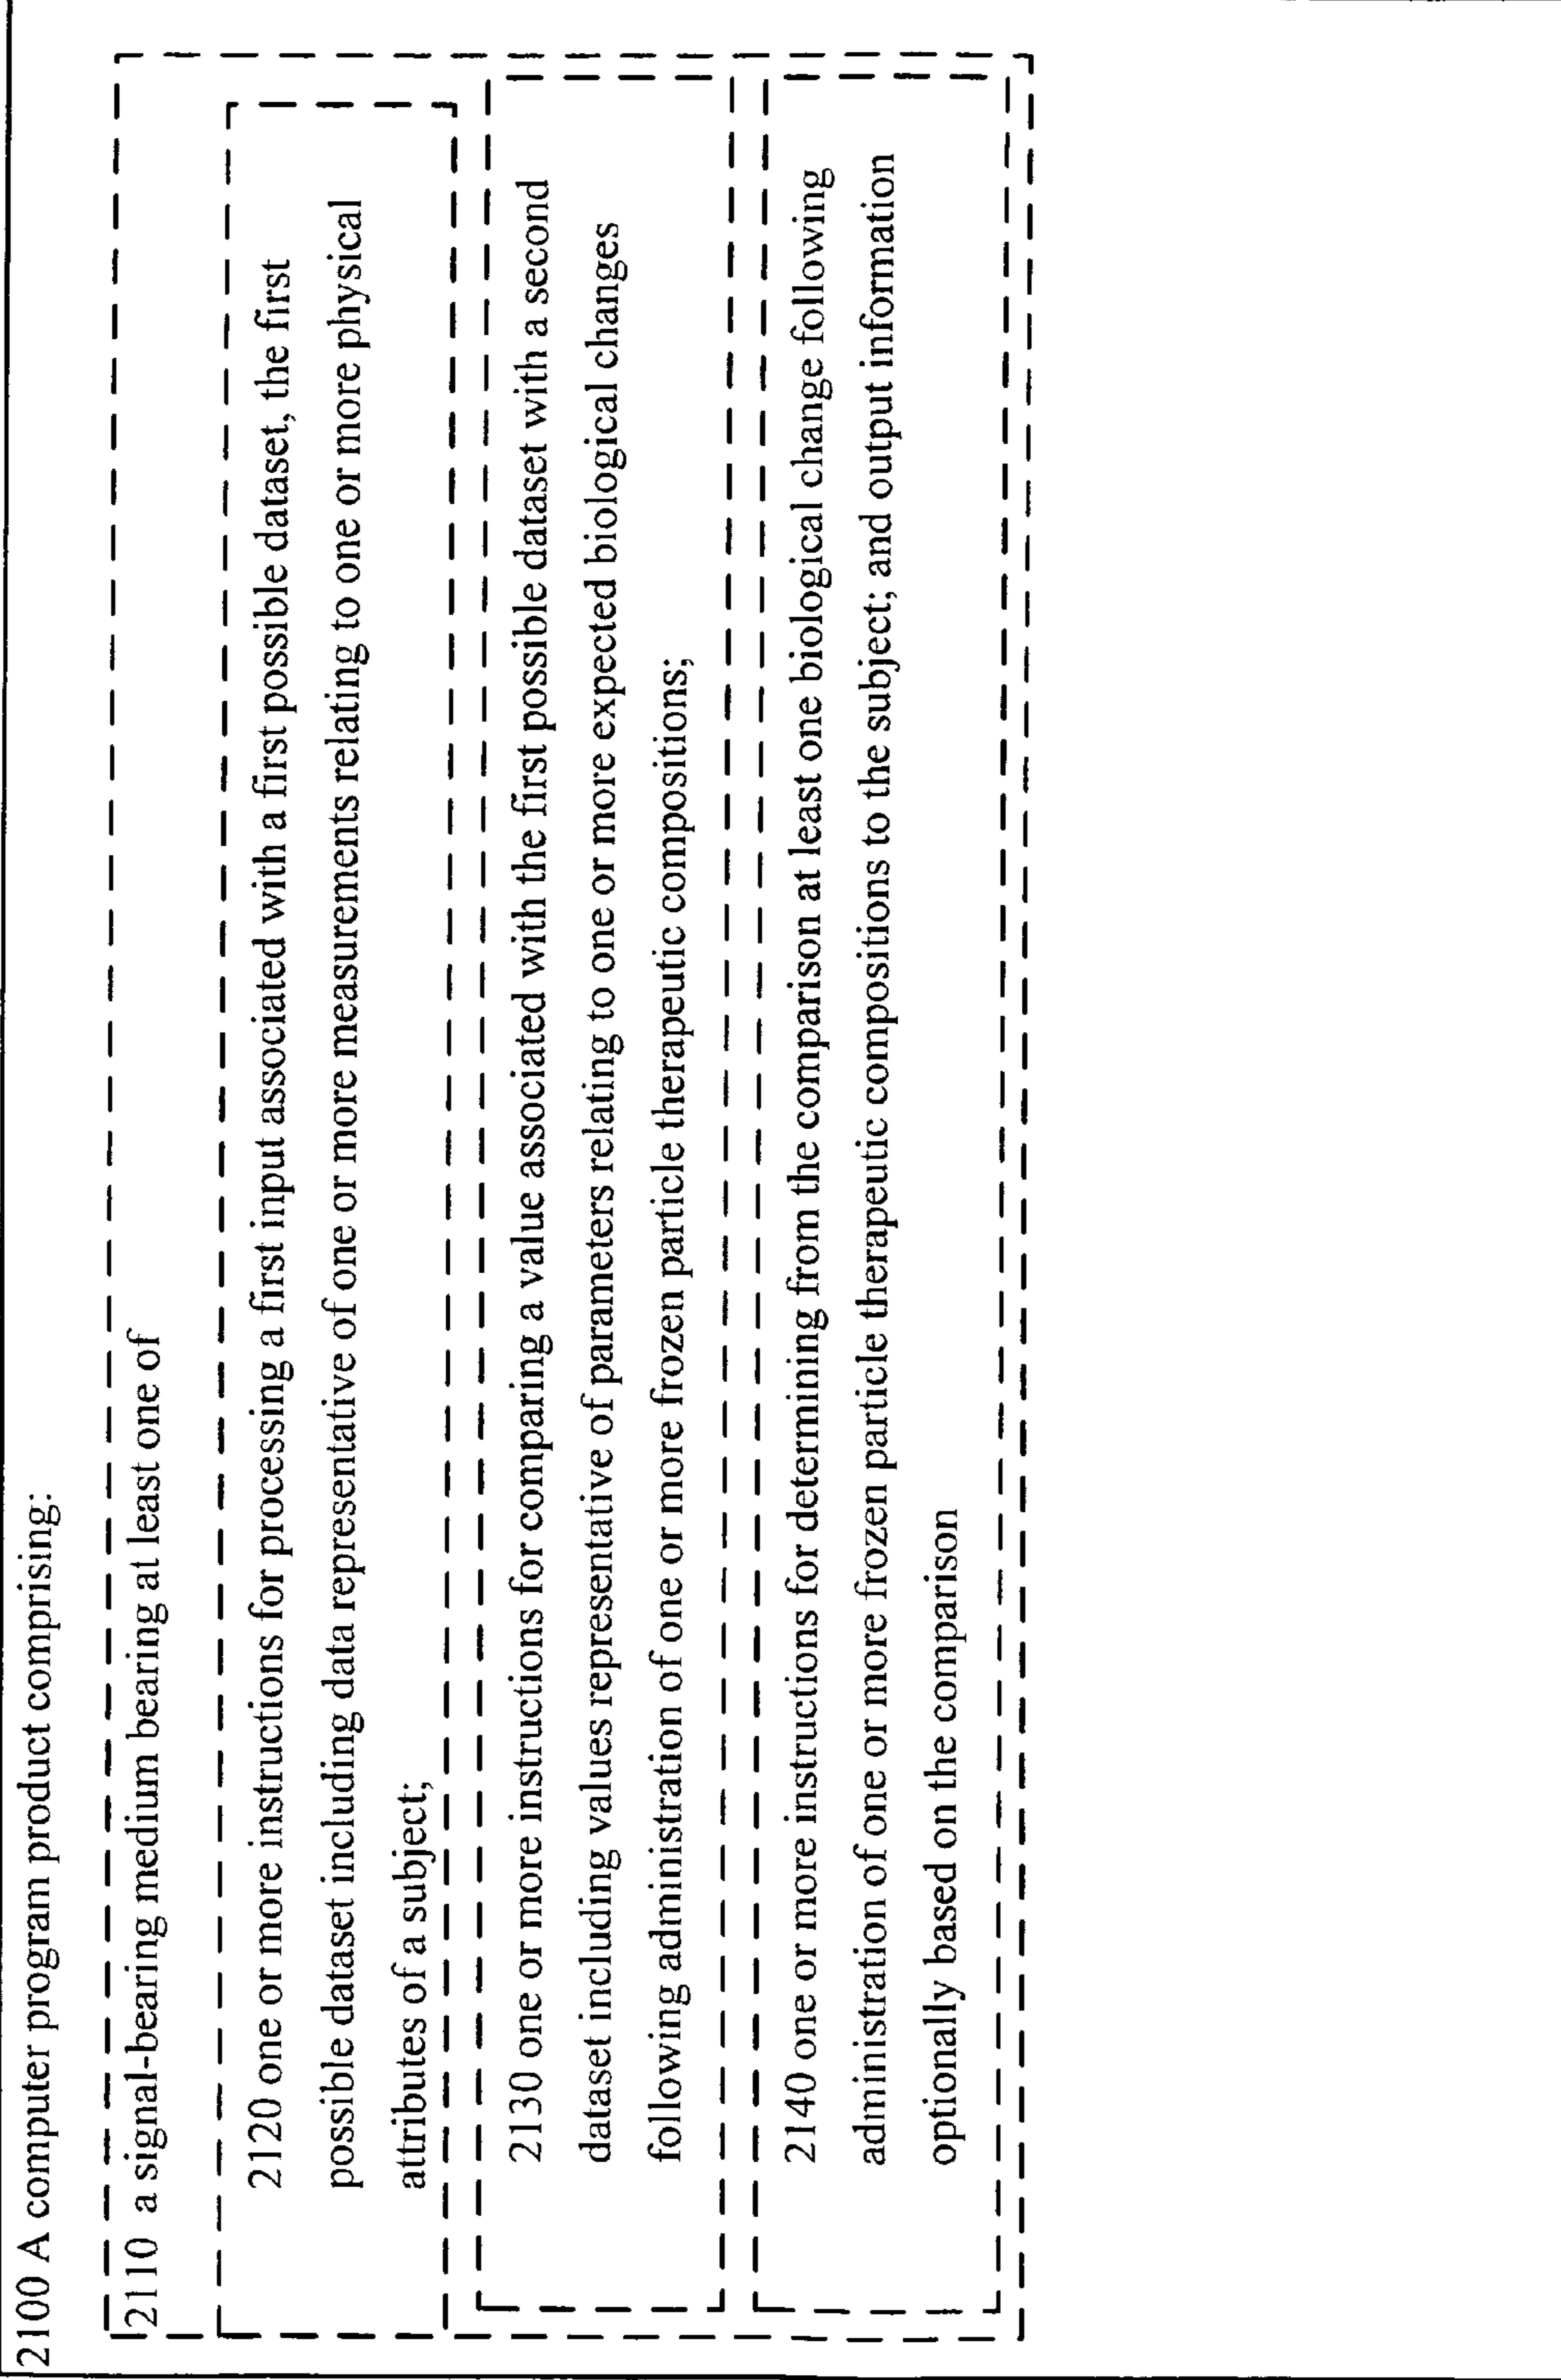 2100 A computer program product comprising:
2110 a signal-bearing medium bearing at least one of
2120 one or more instructions for processing a first input associated with a first possible dataset, the first
possible dataset including data representative of one or more measurements relating to one or more physical
attributes of a subject;
2130 one or more instructions for comparing a value associated with the first possible dataset with a second
dataset including values representative of parameters relating to one or more expected biological changes
following administration of one or more frozen particle therapeutic compositions;
2140 one or more instructions for determining from the comparison at least one biological change following
administration of one or more frozen particle therapeutic compositions to the subject; and output information
optionally based on the comparison